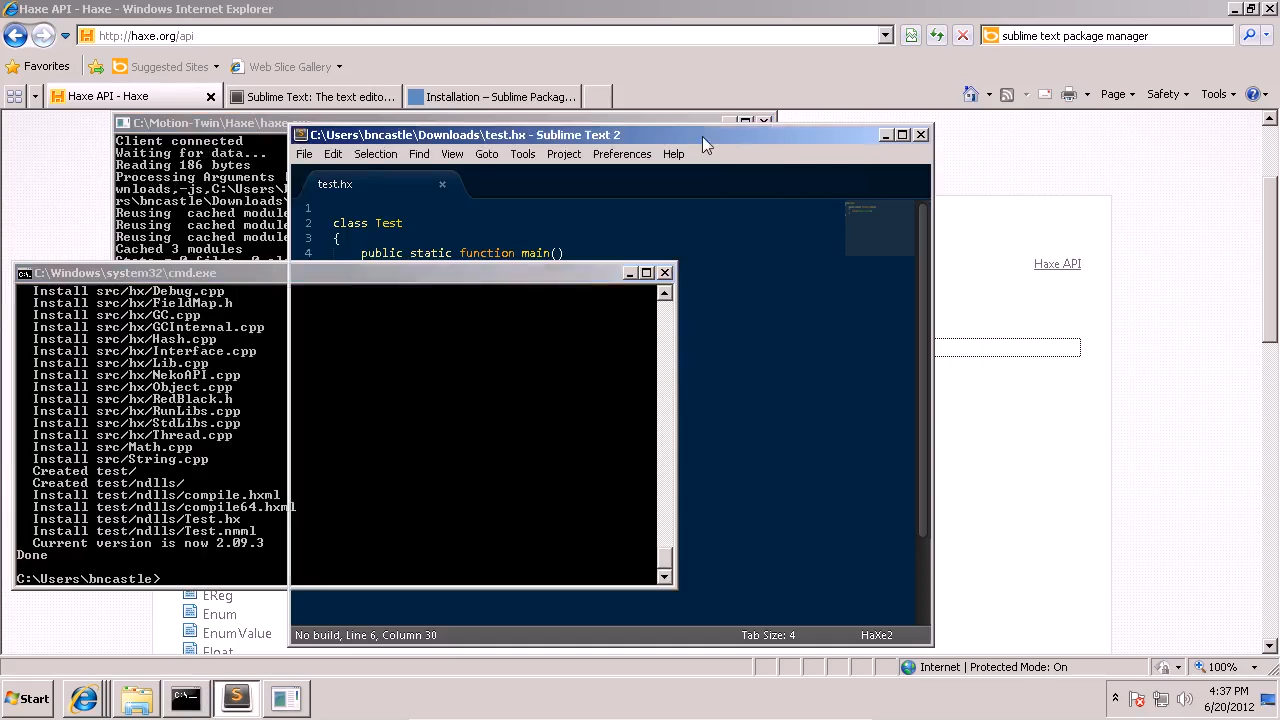 Haxe API - Haxe - Windows Internet Explorer
http://haxe.org/api
sublime text package manager
Favorites
Suggested Sites
Web Slice Gallery
Haxe API - Haxe
Sublime Text: The text edito...
Installation – Sublime Packag...
Page
Safety
Tools
C:\Motion-Twin\Haxe\haxe
Client connected
Waiting for data...
Reading 186 bytes
Processing Arguments
wnloads,-js,C:\Users\
rs\bncastle\Downloads
Reusing cached module
Reusing cached module
Reusing cached module
Cached 3 modules
C:\Users\bncastle\Downloads\test.hx - Sublime Text 2
File Edit Selection Find View Goto Tools Project Preferences Help
test.hx
1
2 class Test
3 {
4 public static function main()
Haxe API
C:\Windows\system32\cmd.exe
Install src/hx/Debug.cpp
Install src/hx/FieldMap.h
Install src/hx/GC.cpp
Install src/hx/GCInternal.cpp
Install src/hx/Hash.cpp
Install src/hx/Interface.cpp
Install src/hx/Lib.cpp
Install src/hx/NekoAPI.cpp
Install src/hx/Object.cpp
Install src/hx/RedBlack.h
Install src/hx/RunLibs.cpp
Install src/hx/StdLibs.cpp
Install src/hx/Thread.cpp
Install src/Math.cpp
Install src/String.cpp
Created test/
Created test/ndlls/
Install test/ndlls/compile.hxml
Install test/ndlls/compile64.hxml
Install test/ndlls/Test.hx
Install test/ndlls/Test.nmml
Current version is now 2.09.3
Done
C:\Users\bncastle>
EReg
Enum
EnumValue
Float
No build, Line 6, Column 30
Tab Size: 4
HaXe2
Internet | Protected Mode: On
100%
Start
4:37 PM
6/20/2012